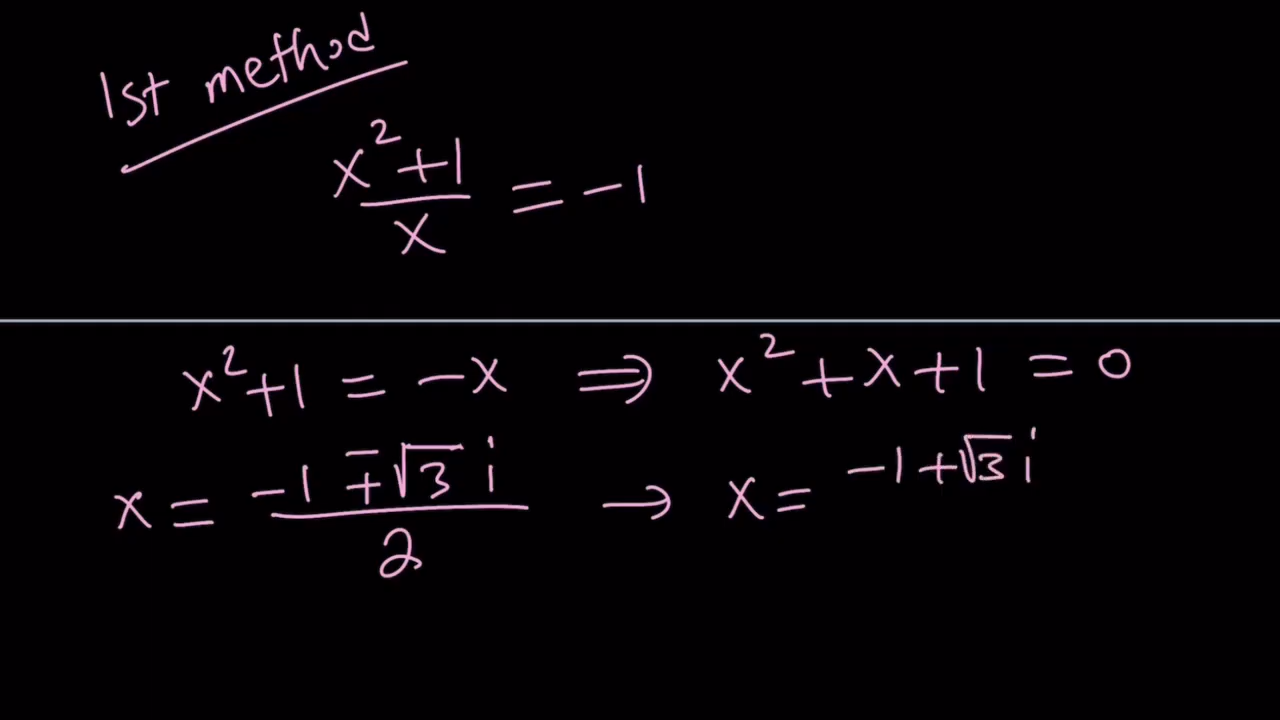 1st method
x²+1/x = -1
x²+1 = -x ⇒ x²+x+1 = 0
x = (-1 ∓ √3 i)/2 → x = -1+√3 i